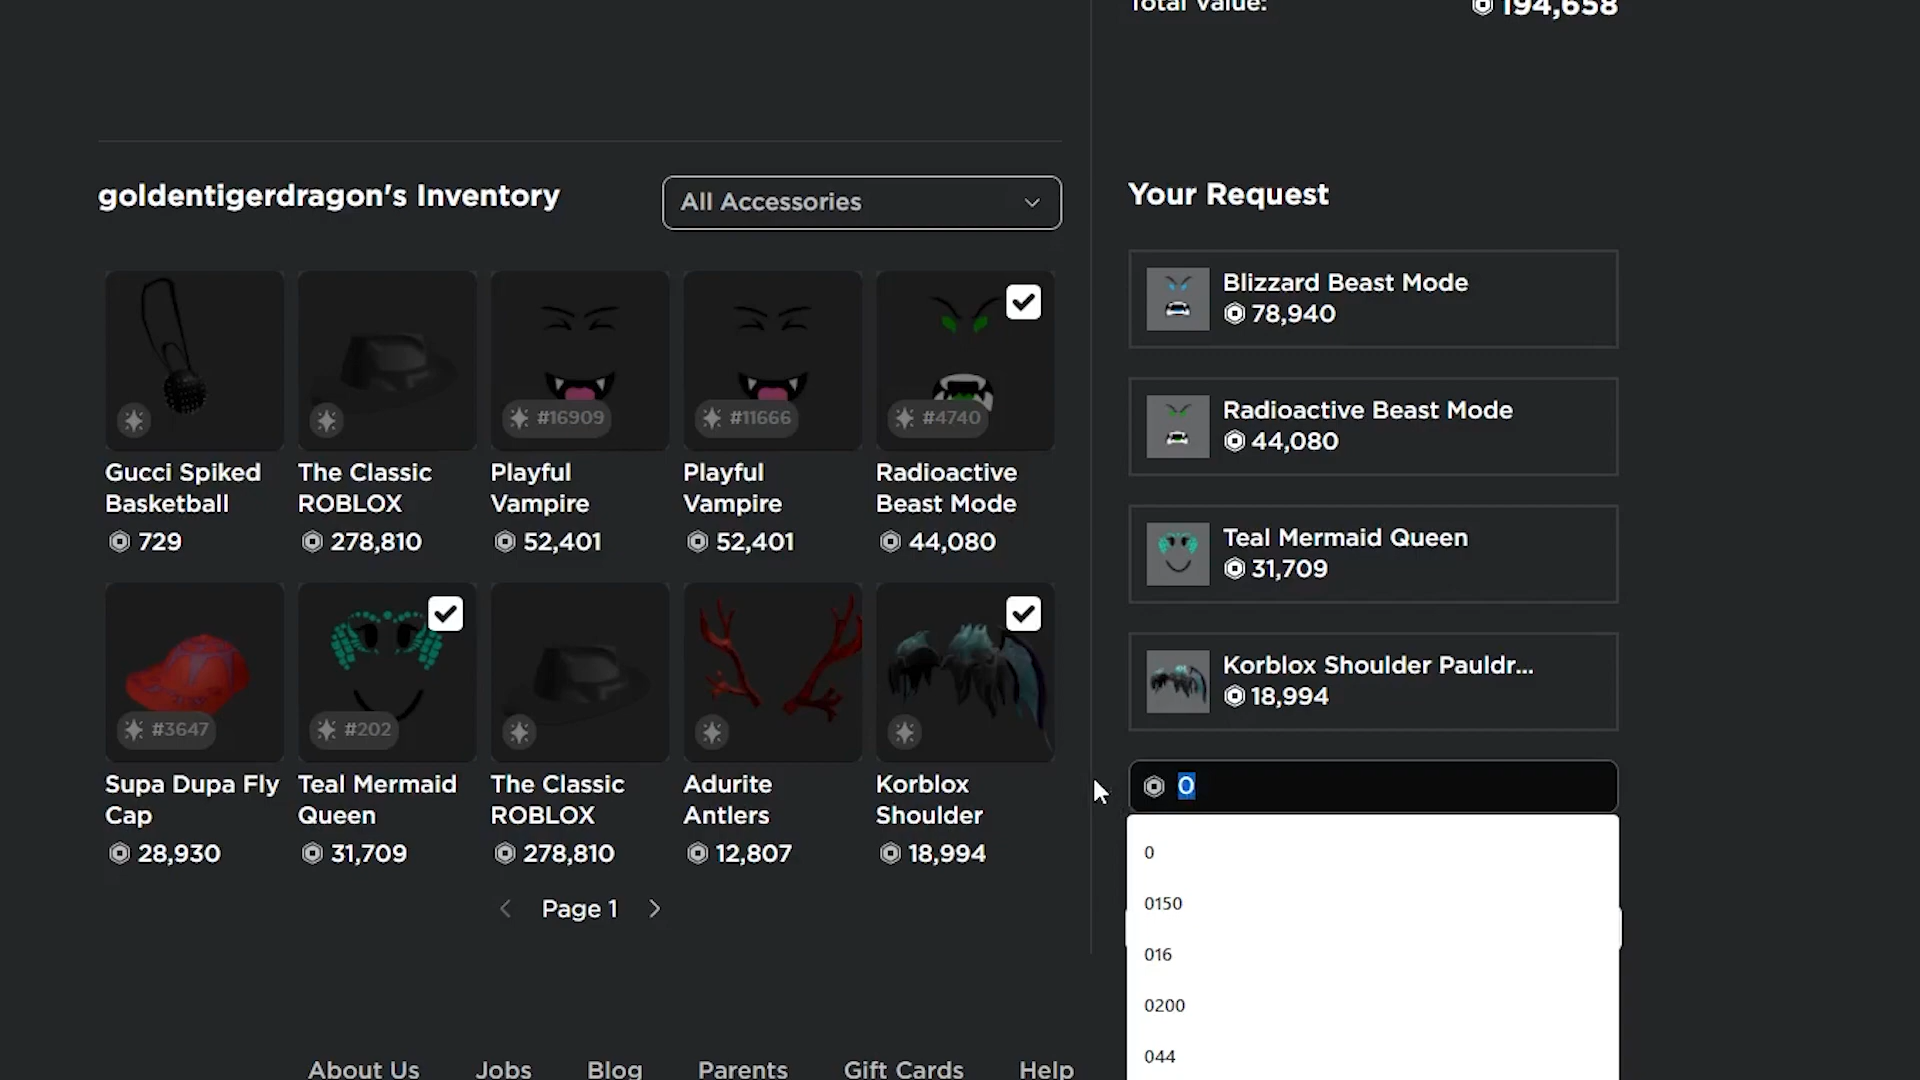 Total Value:
194,658
goldentigerdragon's Inventory
All Accessories
Your Request
#16909
#11666
#4740
Gucci Spiked
Basketball
729
The Classic
ROBLOX
278,810
Playful
Vampire
52,401
Playful
Vampire
52,401
Radioactive
Beast Mode
44,080
#3647
#202
Supa Dupa Fly
Cap
28,930
Teal Mermaid
Queen
31,709
The Classic
ROBLOX
278,810
Adurite
Antlers
12,807
Korblox
Shoulder
18,994
Page 1
Blizzard Beast Mode
78,940
Radioactive Beast Mode
44,080
Teal Mermaid Queen
31,709
Korblox Shoulder Pauldr...
18,994
0
0
0150
016
0200
044
About Us Jobs Blog Parents Gift Cards Help